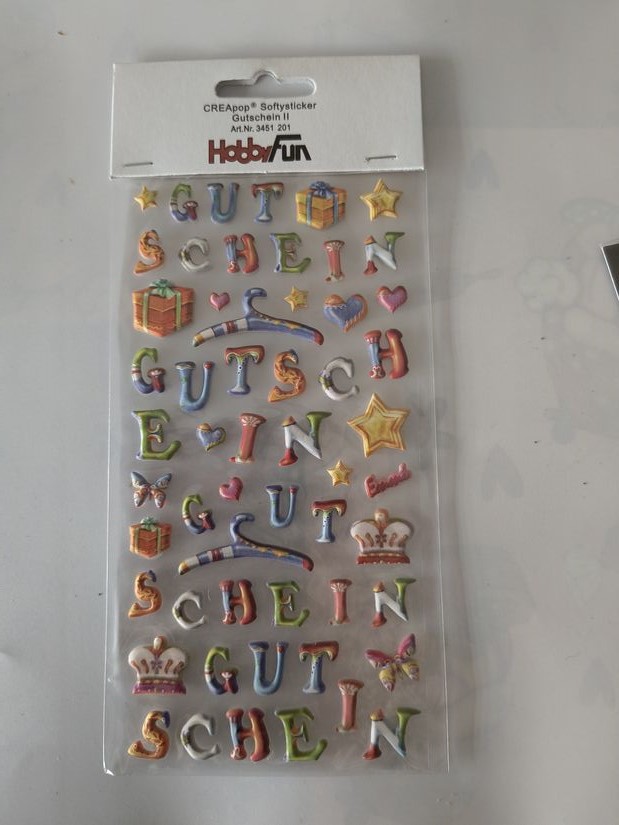 CREApop® Softysticker
Gutschein II
Art.Nr. 3451 201
HobbyFun
GUT
SCHEIN
GUTSCH
EIN
GUT
SCHEIN
GUT
SCHEIN